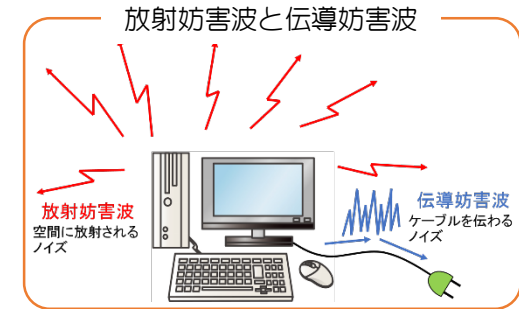 放射妨害波と伝導妨害波
放射妨害波
空間に放射される
ノイズ
伝導妨害波
ケーブルを伝わる
ノイズ